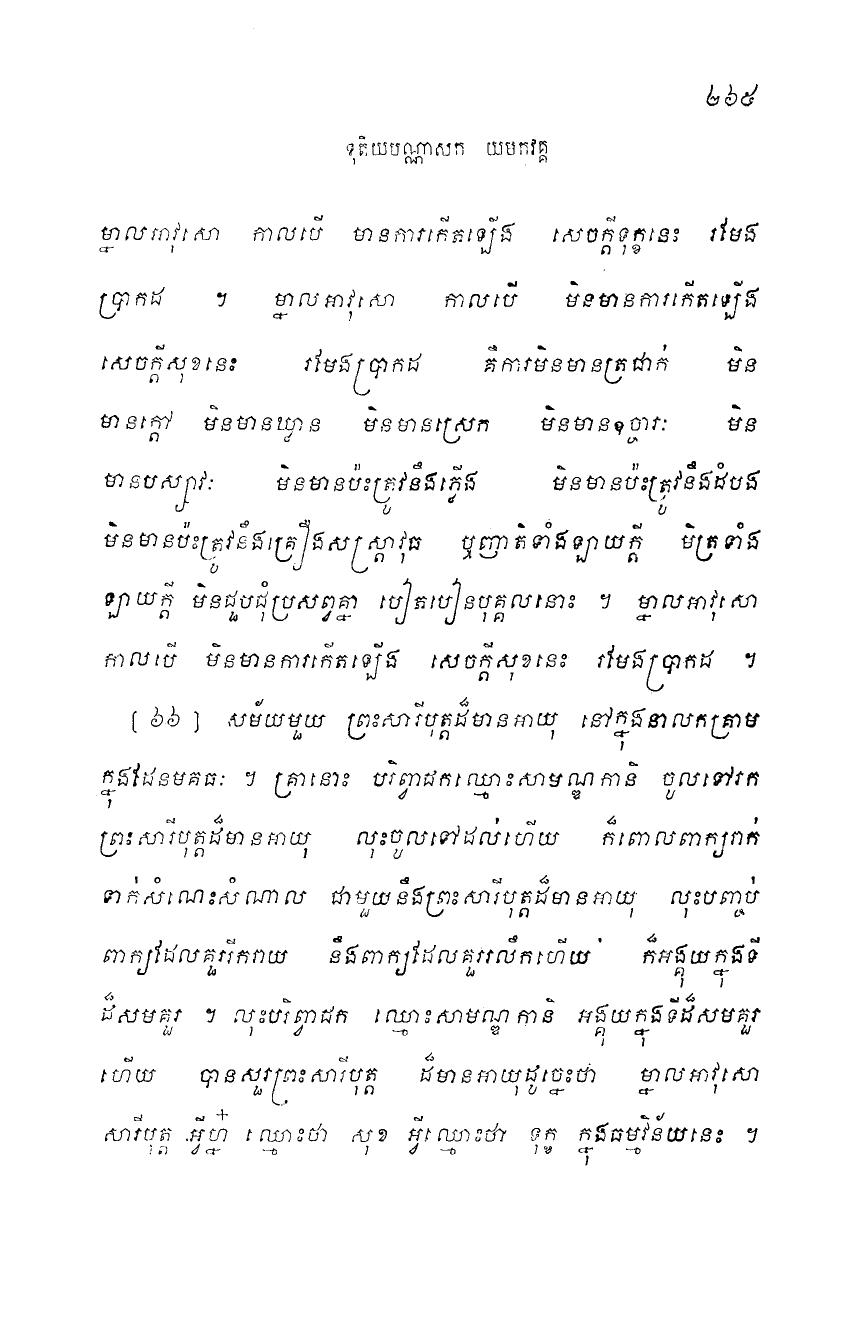 ២៦៥
ទុតិយបណ្ណាសក យមកវគ្គ
ម្នាលអាវុសោ កាលបើ មានការកើតឡើង សេចក្តីទុក្ខនេះ រមែង
ប្រាកដ ។ ម្នាលអាវុសោ កាលបើ មិនមានការកើតឡើង
សេចក្តីសុខនេះ រមែងប្រាកដ គឺការមិនមានត្រជាក់ មិន
មានក្តៅ មិនមានឃ្លាន មិនមានស្រេក មិនមានឧច្ចារៈ មិន
មានបស្សាវៈ មិនមានប៉ះត្រូវនឹងភ្លើង មិនមានប៉ះត្រូវនឹងដំបង
មិនមានប៉ះត្រូវនឹងគ្រឿងសស្ត្រាវុធ ឬញាតិទាំងឡាយក្តី មិត្រទាំង
ឡាយក្តី មិនជួបជុំប្រសព្វគ្នា បៀតបៀនបុគ្គលនោះ ។ ម្នាលអាវុសោ
កាលបើ មិនមានការកើតឡើង សេចក្តីសុខនេះ រមែងប្រាកដ ។
[ ៦៦ ] សម័យមួយ ព្រះសារីបុត្តដ៏មានអាយុ នៅក្នុងនាលកគ្រាម
ក្នុងដែនមគធៈ ។ គ្រានោះ បរិព្វាជកឈ្មោះសាមណ្ឌកានិ ចូលទៅរក
ព្រះសារីបុត្តដ៏មានអាយុ លុះចូលទៅដល់ហើយ ក៏ពោលពាក្យរាក់
ទាក់សំណេះសំណាល ជាមួយនឹងព្រះសារីបុត្តដ៏មានអាយុ លុះបញ្ចប់
ពាក្យដែលគួររីករាយ នឹងពាក្យដែលគួររលឹកហើយ ក៏អង្គុយក្នុងទី
ដ៏សមគួរ ។ លុះបរិព្វាជក ឈ្មោះសាមណ្ឌកានិ អង្គុយក្នុងទីដ៏សមគួរ
ហើយ បានសួរព្រះសារីបុត្ត ដ៏មានអាយុដូច្នេះថា ម្នាលអាវុសោ
សារីបុត្ត អ្វីហ្ន៎ ឈ្មោះថា សុខ អ្វីឈ្មោះថា ទុក្ខ ក្នុងធម្មវិន័យនេះ ។